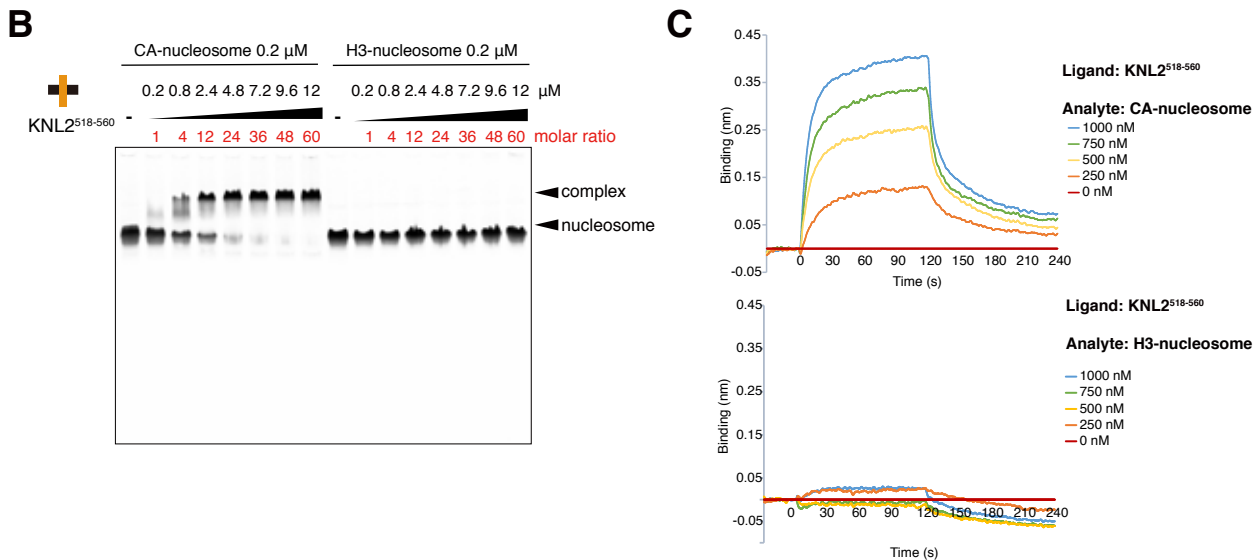 B
CA-nucleosome 0.2 μM
H3-nucleosome 0.2 μM
KNL2518-560
0.2 0.8 2.4 4.8 7.2 9.6 12
0.2 0.8 2.4 4.8 7.2 9.6 12 μM
-
-
1 4 12 24 36 48 60
1 4 12 24 36 48 60 molar ratio
complex
nucleosome
C
0.45
0.35
0.25
0.15
0.05
-0.05
Binding (nm)
0 30 60 90 120 150 180 210 240
Time (s)
Ligand: KNL2518-560
Analyte: CA-nucleosome
1000 nM
750 nM
500 nM
250 nM
0 nM
0.45
0.35
0.25
0.15
0.05
-0.05
Binding (nm)
0 30 60 90 120 150 180 210 240
Time (s)
Ligand: KNL2518-560
Analyte: H3-nucleosome
1000 nM
750 nM
500 nM
250 nM
0 nM